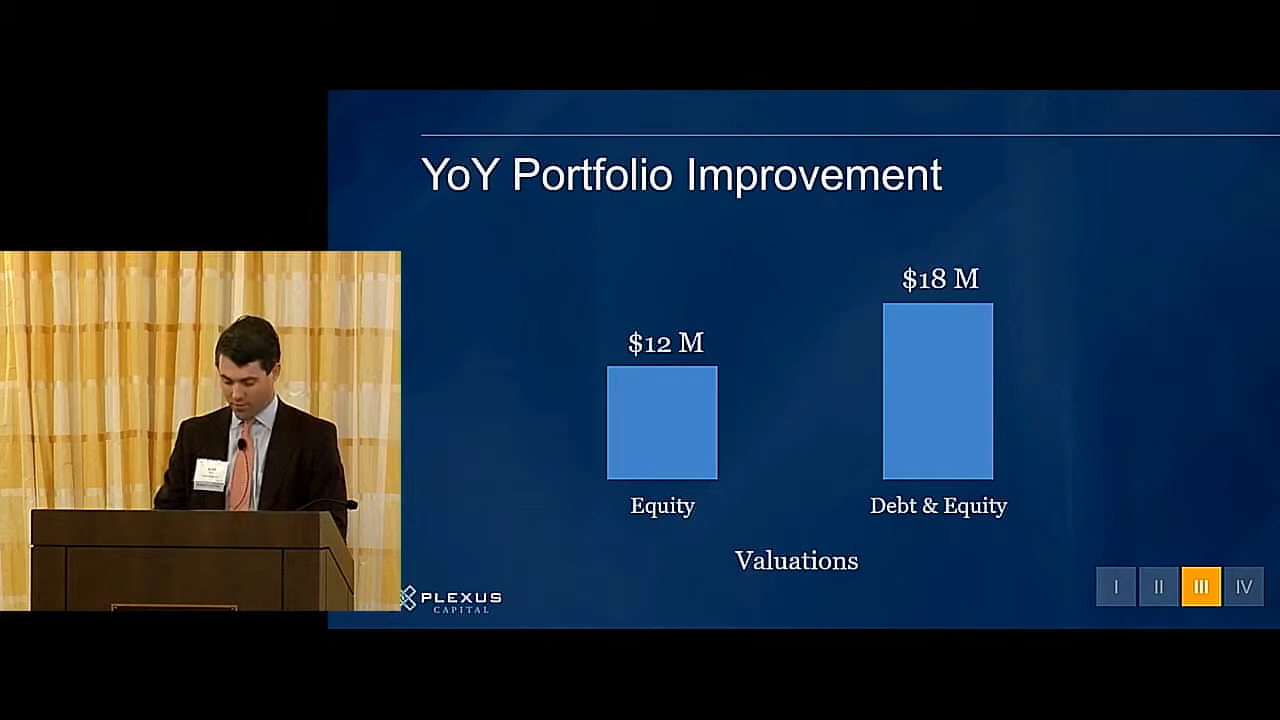 YoY Portfolio Improvement
$18 M
$12 M
Equity
Debt & Equity
Valuations
PLEXUS
CAPITAL
I
II
III
IV